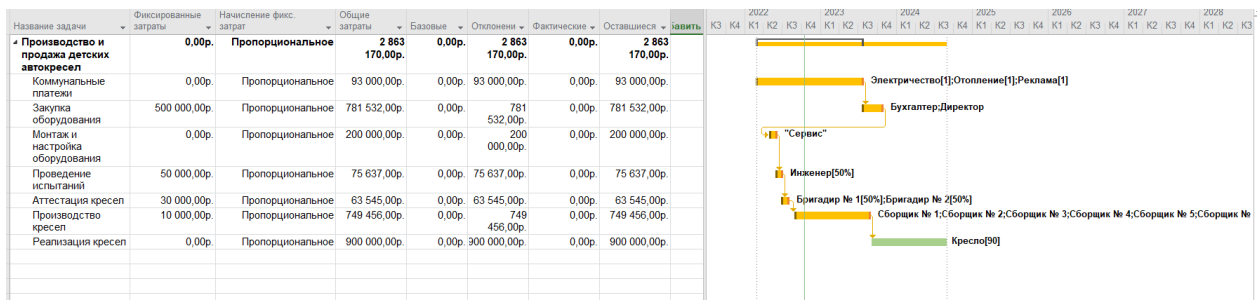 Название задачи
Фиксированные затраты
Начисление фикс. затрат
Общие затраты
Базовые
Отклонени
Фактические
Оставшиеся
2022 2023 2024 2025 2026 2027 2028
К3 К4 К1 К2 К3 К4 К1 К2 К3 К4 К1 К2 К3 К4 К1 К2 К3 К4 К1 К2 К3 К4 К1 К2 К3 К4 К1 К2 К3
Производство и 0,00р. Пропорциональное 2 863 0,00р. 2 863 0,00р. 2 863
продажа детских 170,00р. 170,00р. 170,00р.
автокресел
Коммунальные 0,00р. Пропорциональное 93 000,00р. 0,00р. 93 000,00р. 0,00р. 93 000,00р. Электричество[1];Отопление[1];Реклама[1]
платежи
Закупка 500 000,00р. Пропорциональное 781 532,00р. 0,00р. 781 0,00р. 781 532,00р. Бухгалтер;Директор
оборудования 532,00р.
Монтаж и 0,00р. Пропорциональное 200 000,00р. 0,00р. 200 0,00р. 200 000,00р. "Сервис"
настройка 000,00р.
оборудования
Проведение 50 000,00р. Пропорциональное 75 637,00р. 0,00р. 75 637,00р. 0,00р. 75 637,00р. Инженер[50%]
испытаний
Аттестация кресел 30 000,00р. Пропорциональное 63 545,00р. 0,00р. 63 545,00р. 0,00р. 63 545,00р. Бригадир № 1[50%];Бригадир № 2[50%]
Производство 10 000,00р. Пропорциональное 749 456,00р. 0,00р. 749 0,00р. 749 456,00р. Сборщик № 1;Сборщик № 2;Сборщик № 3;Сборщик № 4;Сборщик № 5;Сборщик №
кресел 456,00р.
Реализация кресел 0,00р. Пропорциональное 900 000,00р. 0,00р. 900 000,00р. 0,00р. 900 000,00р. Кресло[90]